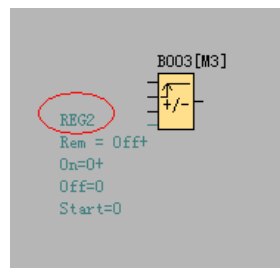 B003[M3]
+/-
REG2
Rem = Off+
On=0+
Off=0
Start=0